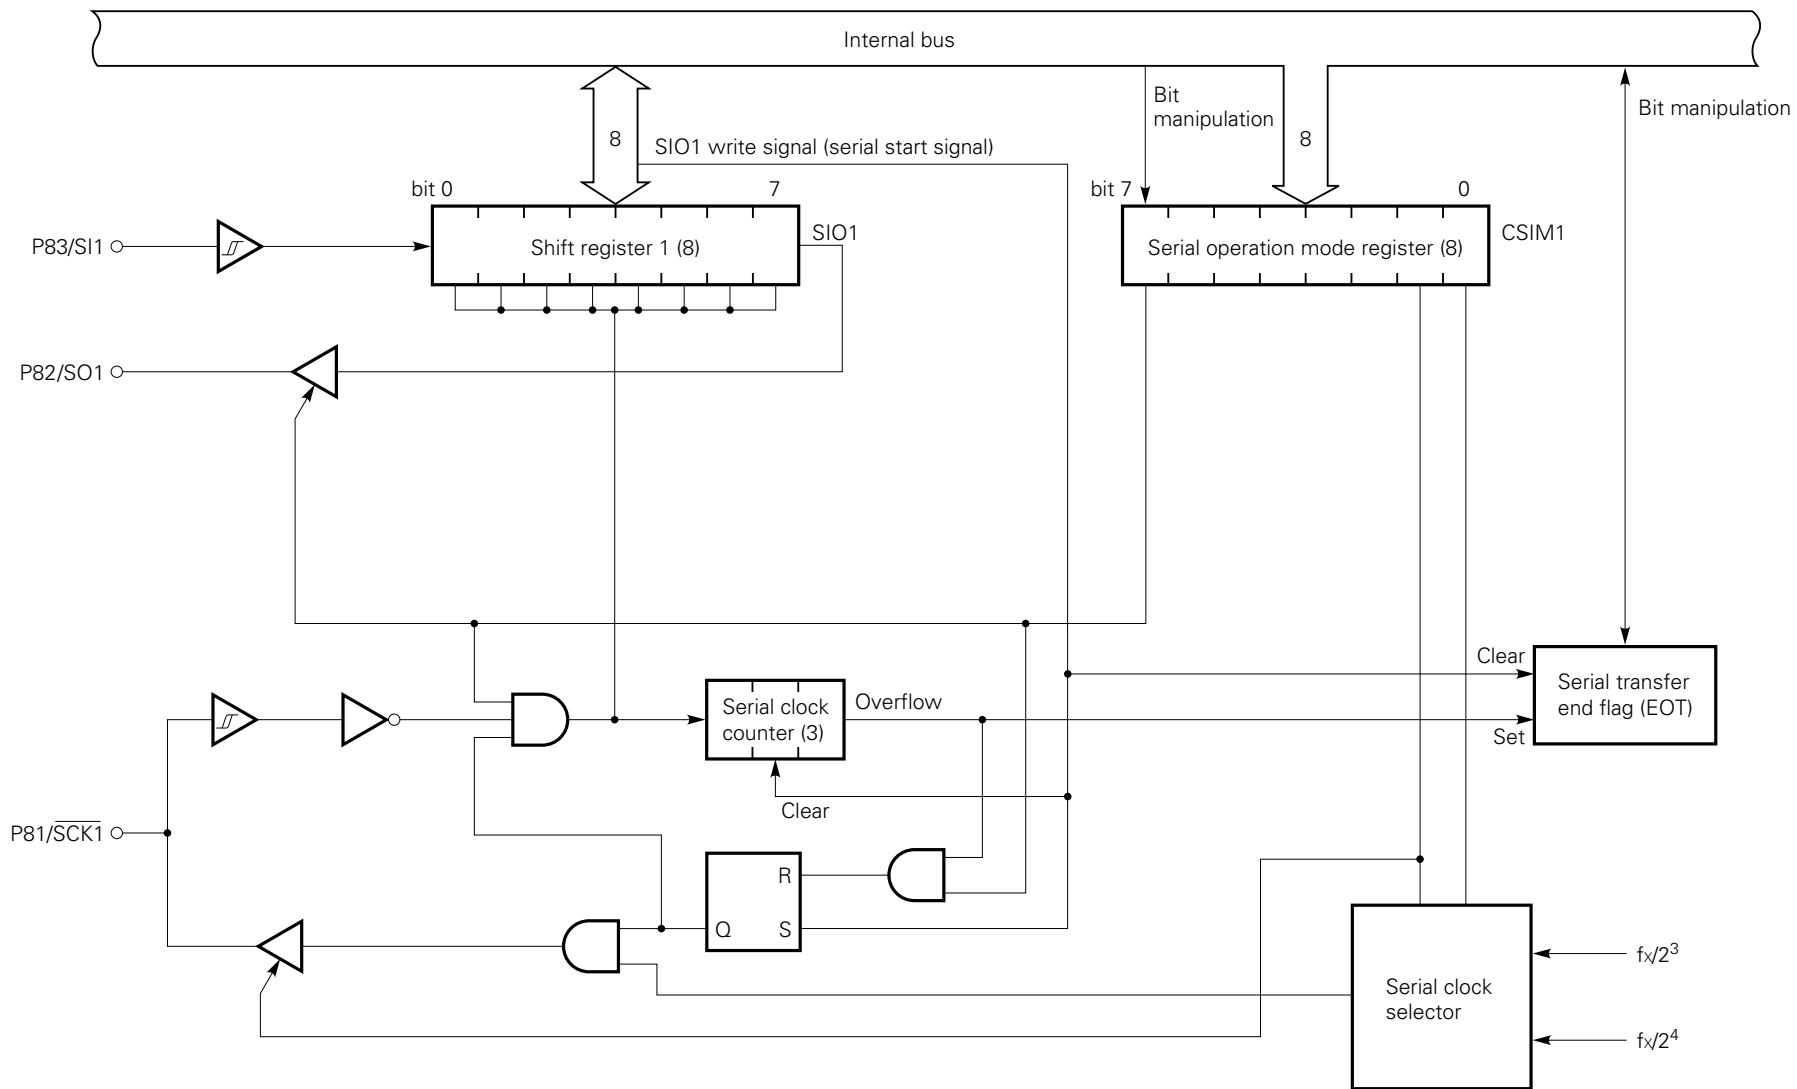 Internal bus
8
Bit
manipulation
8
Bit manipulation
SIO1 write signal (serial start signal)
bit 0
7
bit 7
0
P83/SI1
Shift register 1 (8)
SIO1
Serial operation mode register (8)
CSIM1
P82/SO1
Clear
Serial transfer
end flag (EOT)
Set
Serial clock
counter (3)
Overflow
Clear
P81/S̅C̅K̅1̅
R
Q
S
Serial clock
selector
fx/2³
fx/2⁴